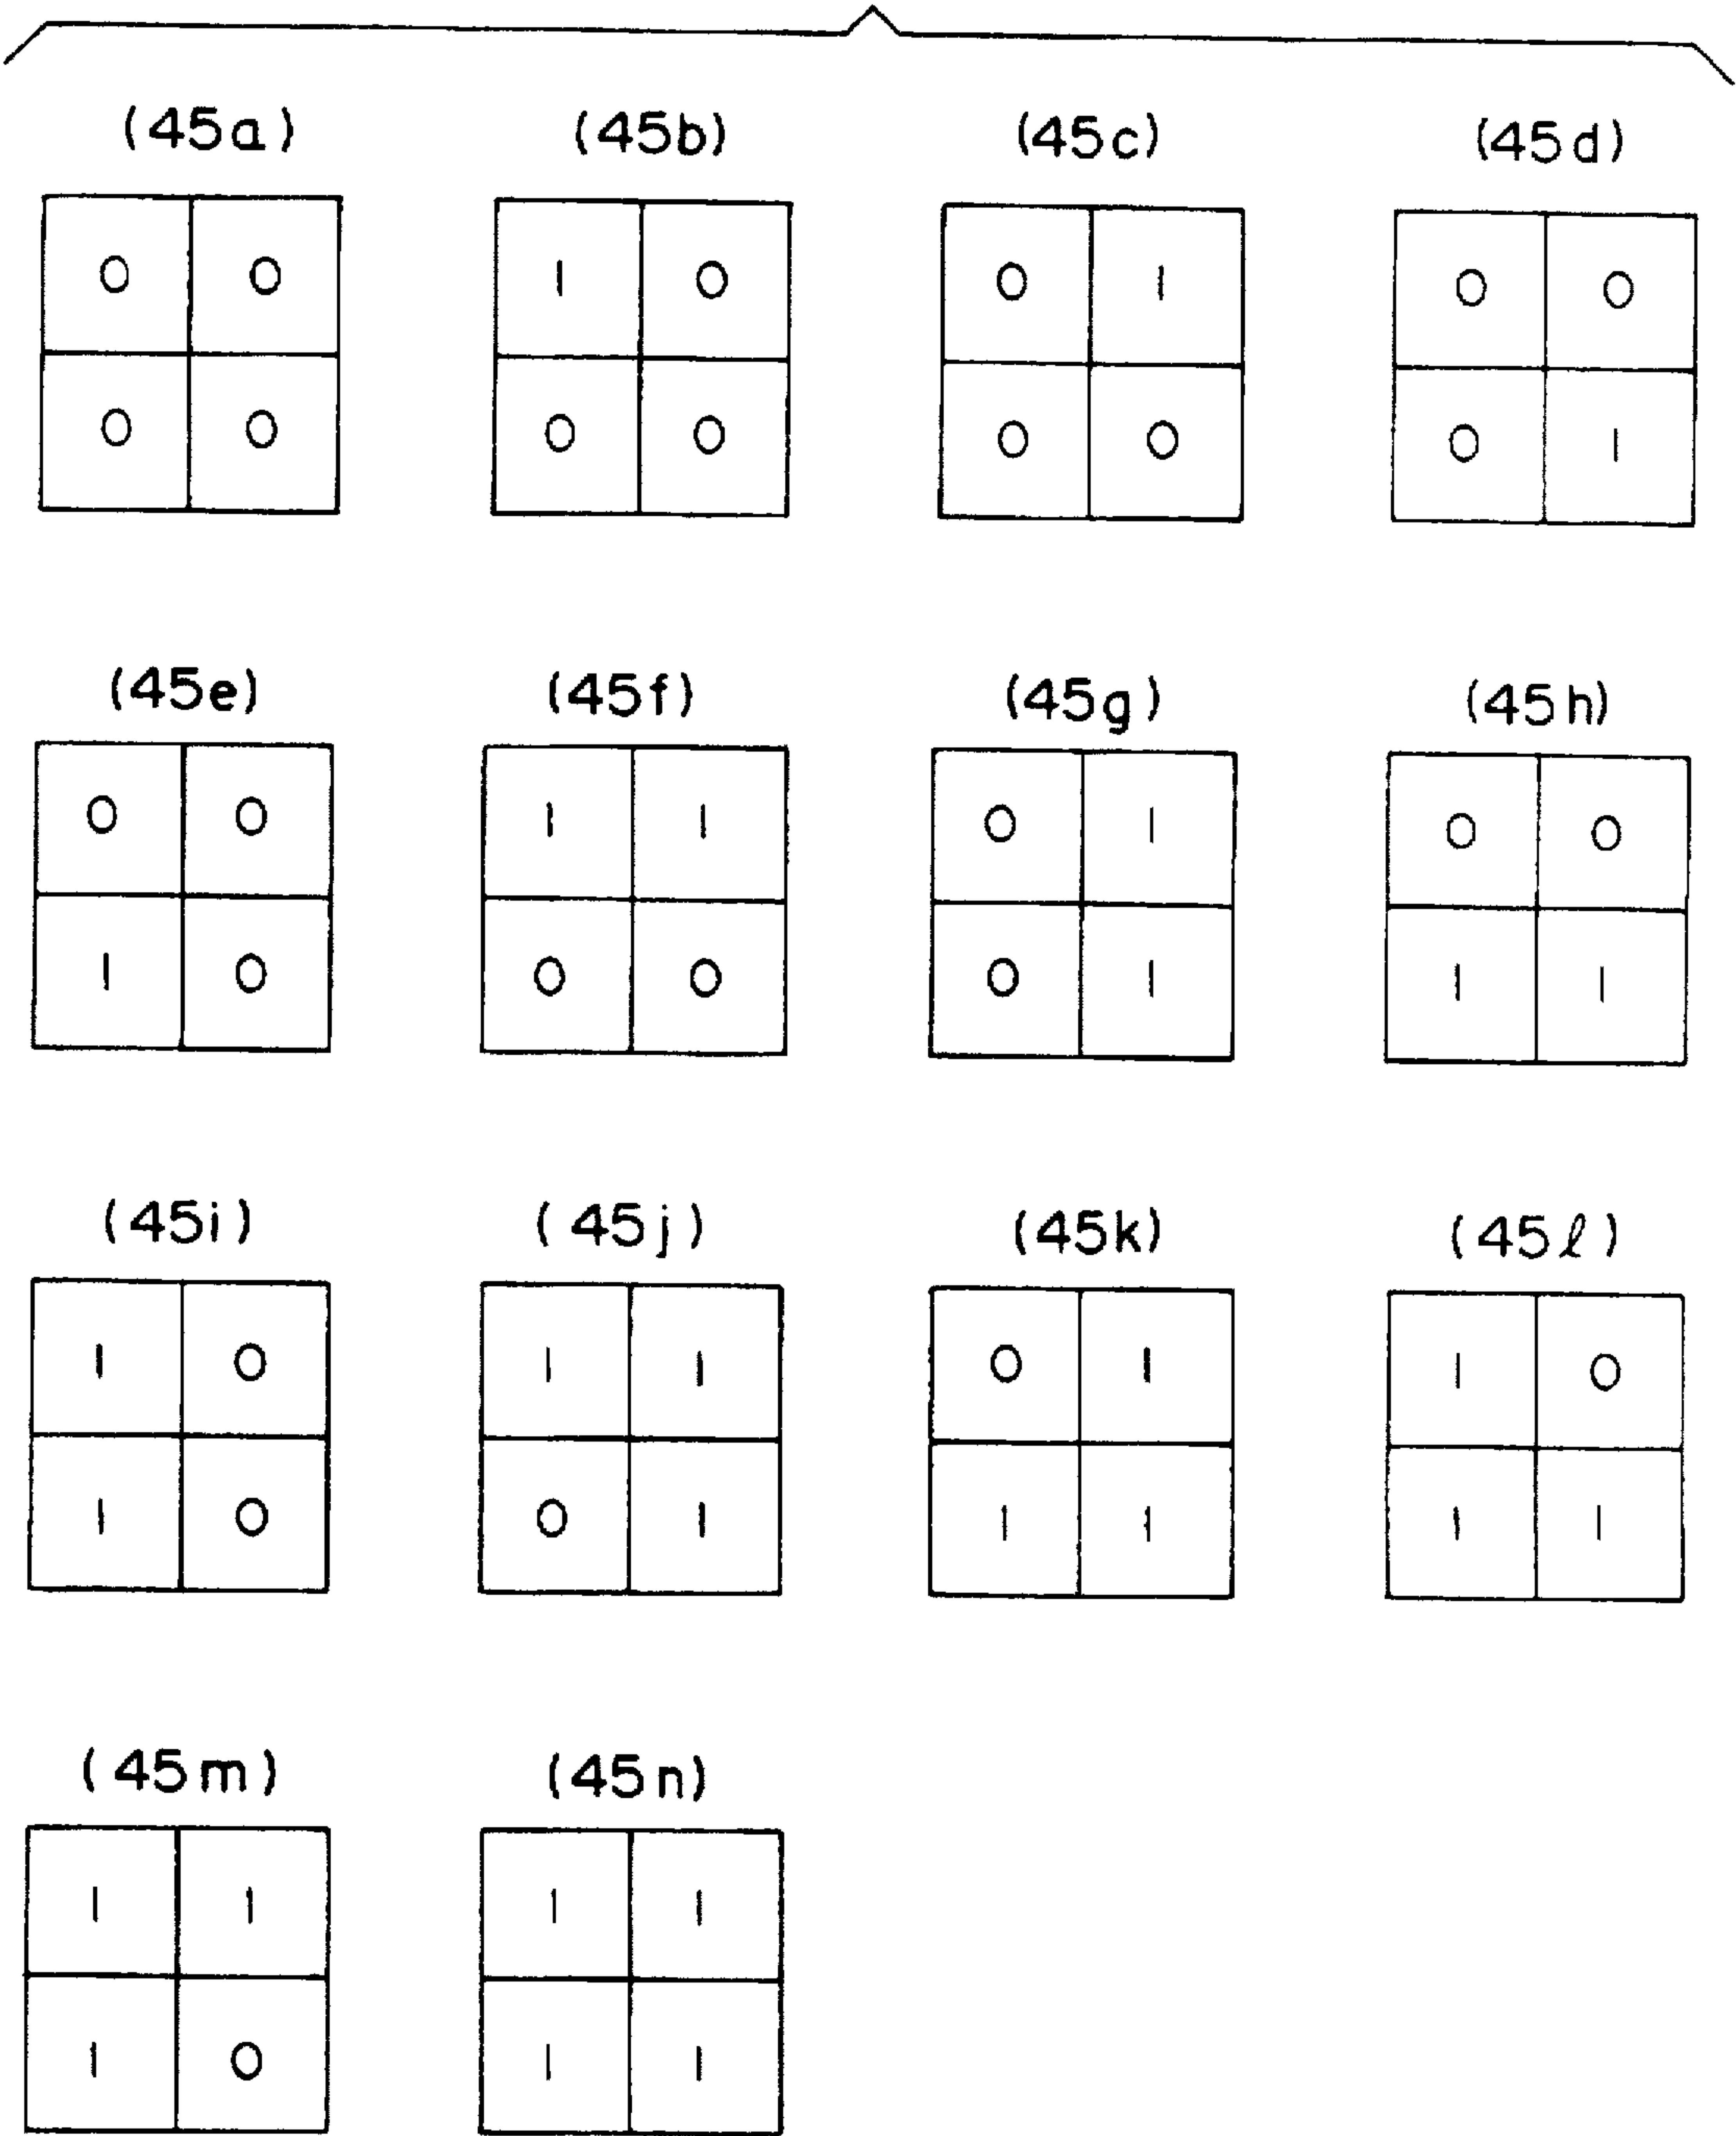 (45a) (45b) (45c) (45d)
0 0 1 0 0 1 0 0
0 0 0 0 0 0 0 1
(45e) (45f) (45g) (45h)
0 0 1 1 0 1 0 0
1 0 0 0 0 1 1 1
(45i) (45j) (45k) (45ℓ)
1 0 1 1 0 1 1 0
1 0 0 1 1 1 1 1
(45m) (45n)
1 1 1 1
1 0 1 1